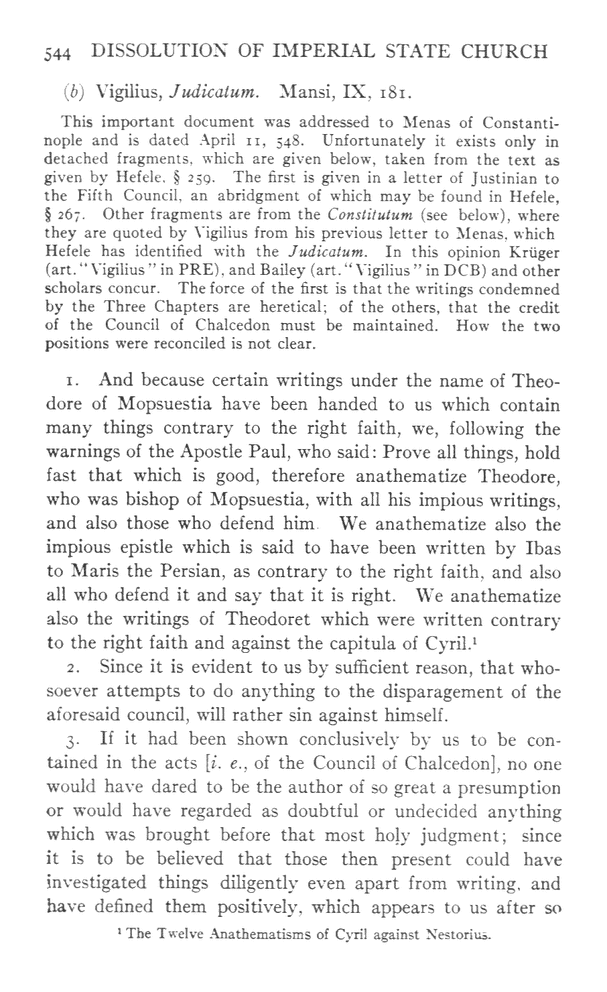 544 DISSOLUTION OF IMPERIAL STATE CHURCH
(b) Vigilius, Judicatum. Mansi, IX, 181.
This important document was addressed to Menas of Constanti-
nople and is dated April 11, 548. Unfortunately it exists only in
detached fragments, which are given below, taken from the text as
given by Hefele, § 259. The first is given in a letter of Justinian to
the Fifth Council, an abridgment of which may be found in Hefele,
§ 267. Other fragments are from the Constitutum (see below), where
they are quoted by Vigilius from his previous letter to Menas, which
Hefele has identified with the Judicatum. In this opinion Krüger
(art. "Vigilius" in PRE), and Bailey (art. "Vigilius" in DCB) and other
scholars concur. The force of the first is that the writings condemned
by the Three Chapters are heretical; of the others, that the credit
of the Council of Chalcedon must be maintained. How the two
positions were reconciled is not clear.
1. And because certain writings under the name of Theo-
dore of Mopsuestia have been handed to us which contain
many things contrary to the right faith, we, following the
warnings of the Apostle Paul, who said: Prove all things, hold
fast that which is good, therefore anathematize Theodore,
who was bishop of Mopsuestia, with all his impious writings,
and also those who defend him. We anathematize also the
impious epistle which is said to have been written by Ibas
to Maris the Persian, as contrary to the right faith, and also
all who defend it and say that it is right. We anathematize
also the writings of Theodoret which were written contrary
to the right faith and against the capitula of Cyril.¹
2. Since it is evident to us by sufficient reason, that who-
soever attempts to do anything to the disparagement of the
aforesaid council, will rather sin against himself.
3. If it had been shown conclusively by us to be con-
tained in the acts [i. e., of the Council of Chalcedon], no one
would have dared to be the author of so great a presumption
or would have regarded as doubtful or undecided anything
which was brought before that most holy judgment; since
it is to be believed that those then present could have
investigated things diligently even apart from writing, and
have defined them positively, which appears to us after so
¹ The Twelve Anathematisms of Cyril against Nestorius.